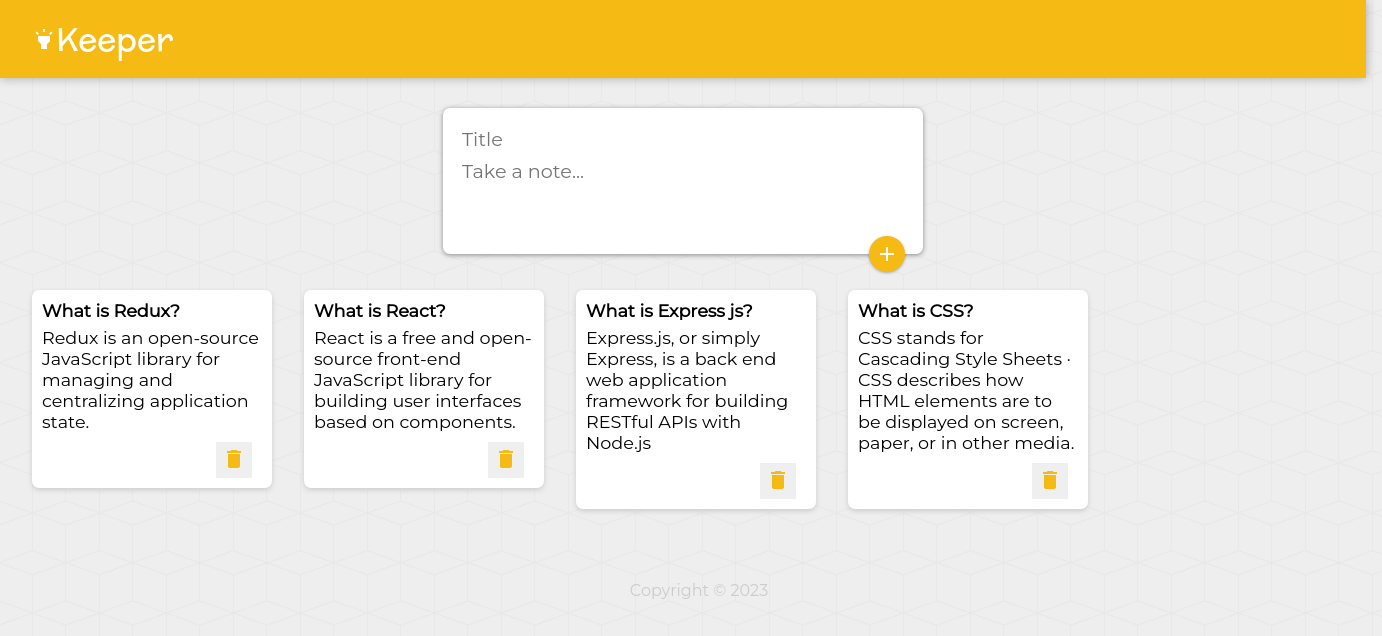 Keeper
Title
Take a note...
What is Redux?
Redux is an open-source
JavaScript library for
managing and
centralizing application
state.
What is React?
React is a free and open-
source front-end
JavaScript library for
building user interfaces
based on components.
What is Express js?
Express.js, or simply
Express, is a back end
web application
framework for building
RESTful APIs with
Node.js
What is CSS?
CSS stands for
Cascading Style Sheets ·
CSS describes how
HTML elements are to
be displayed on screen,
paper, or in other media.
Copyright © 2023